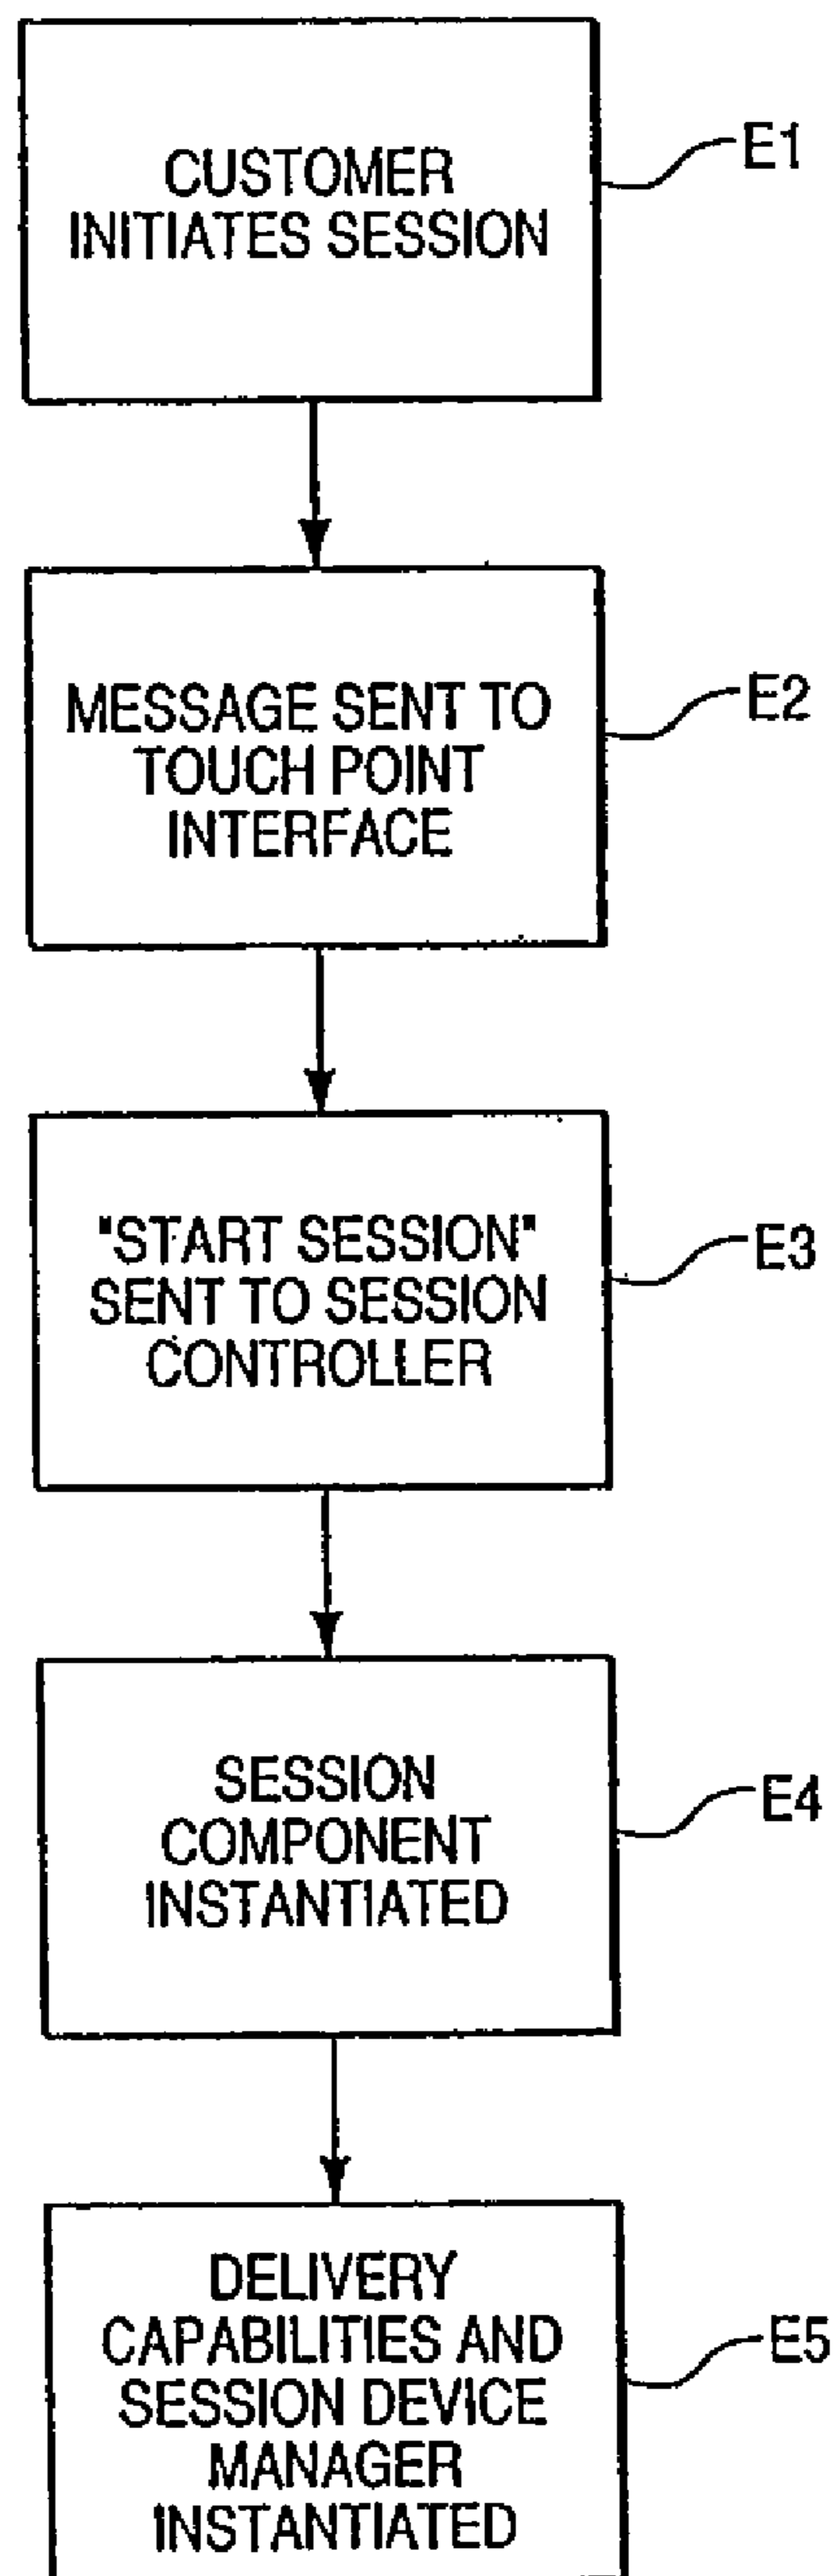 CUSTOMER
INITIATES SESSION
E1
MESSAGE SENT TO
TOUCH POINT
INTERFACE
E2
"START SESSION"
SENT TO SESSION
CONTROLLER
E3
SESSION
COMPONENT
INSTANTIATED
E4
DELIVERY
CAPABILITIES AND
SESSION DEVICE
MANAGER
INSTANTIATED
E5